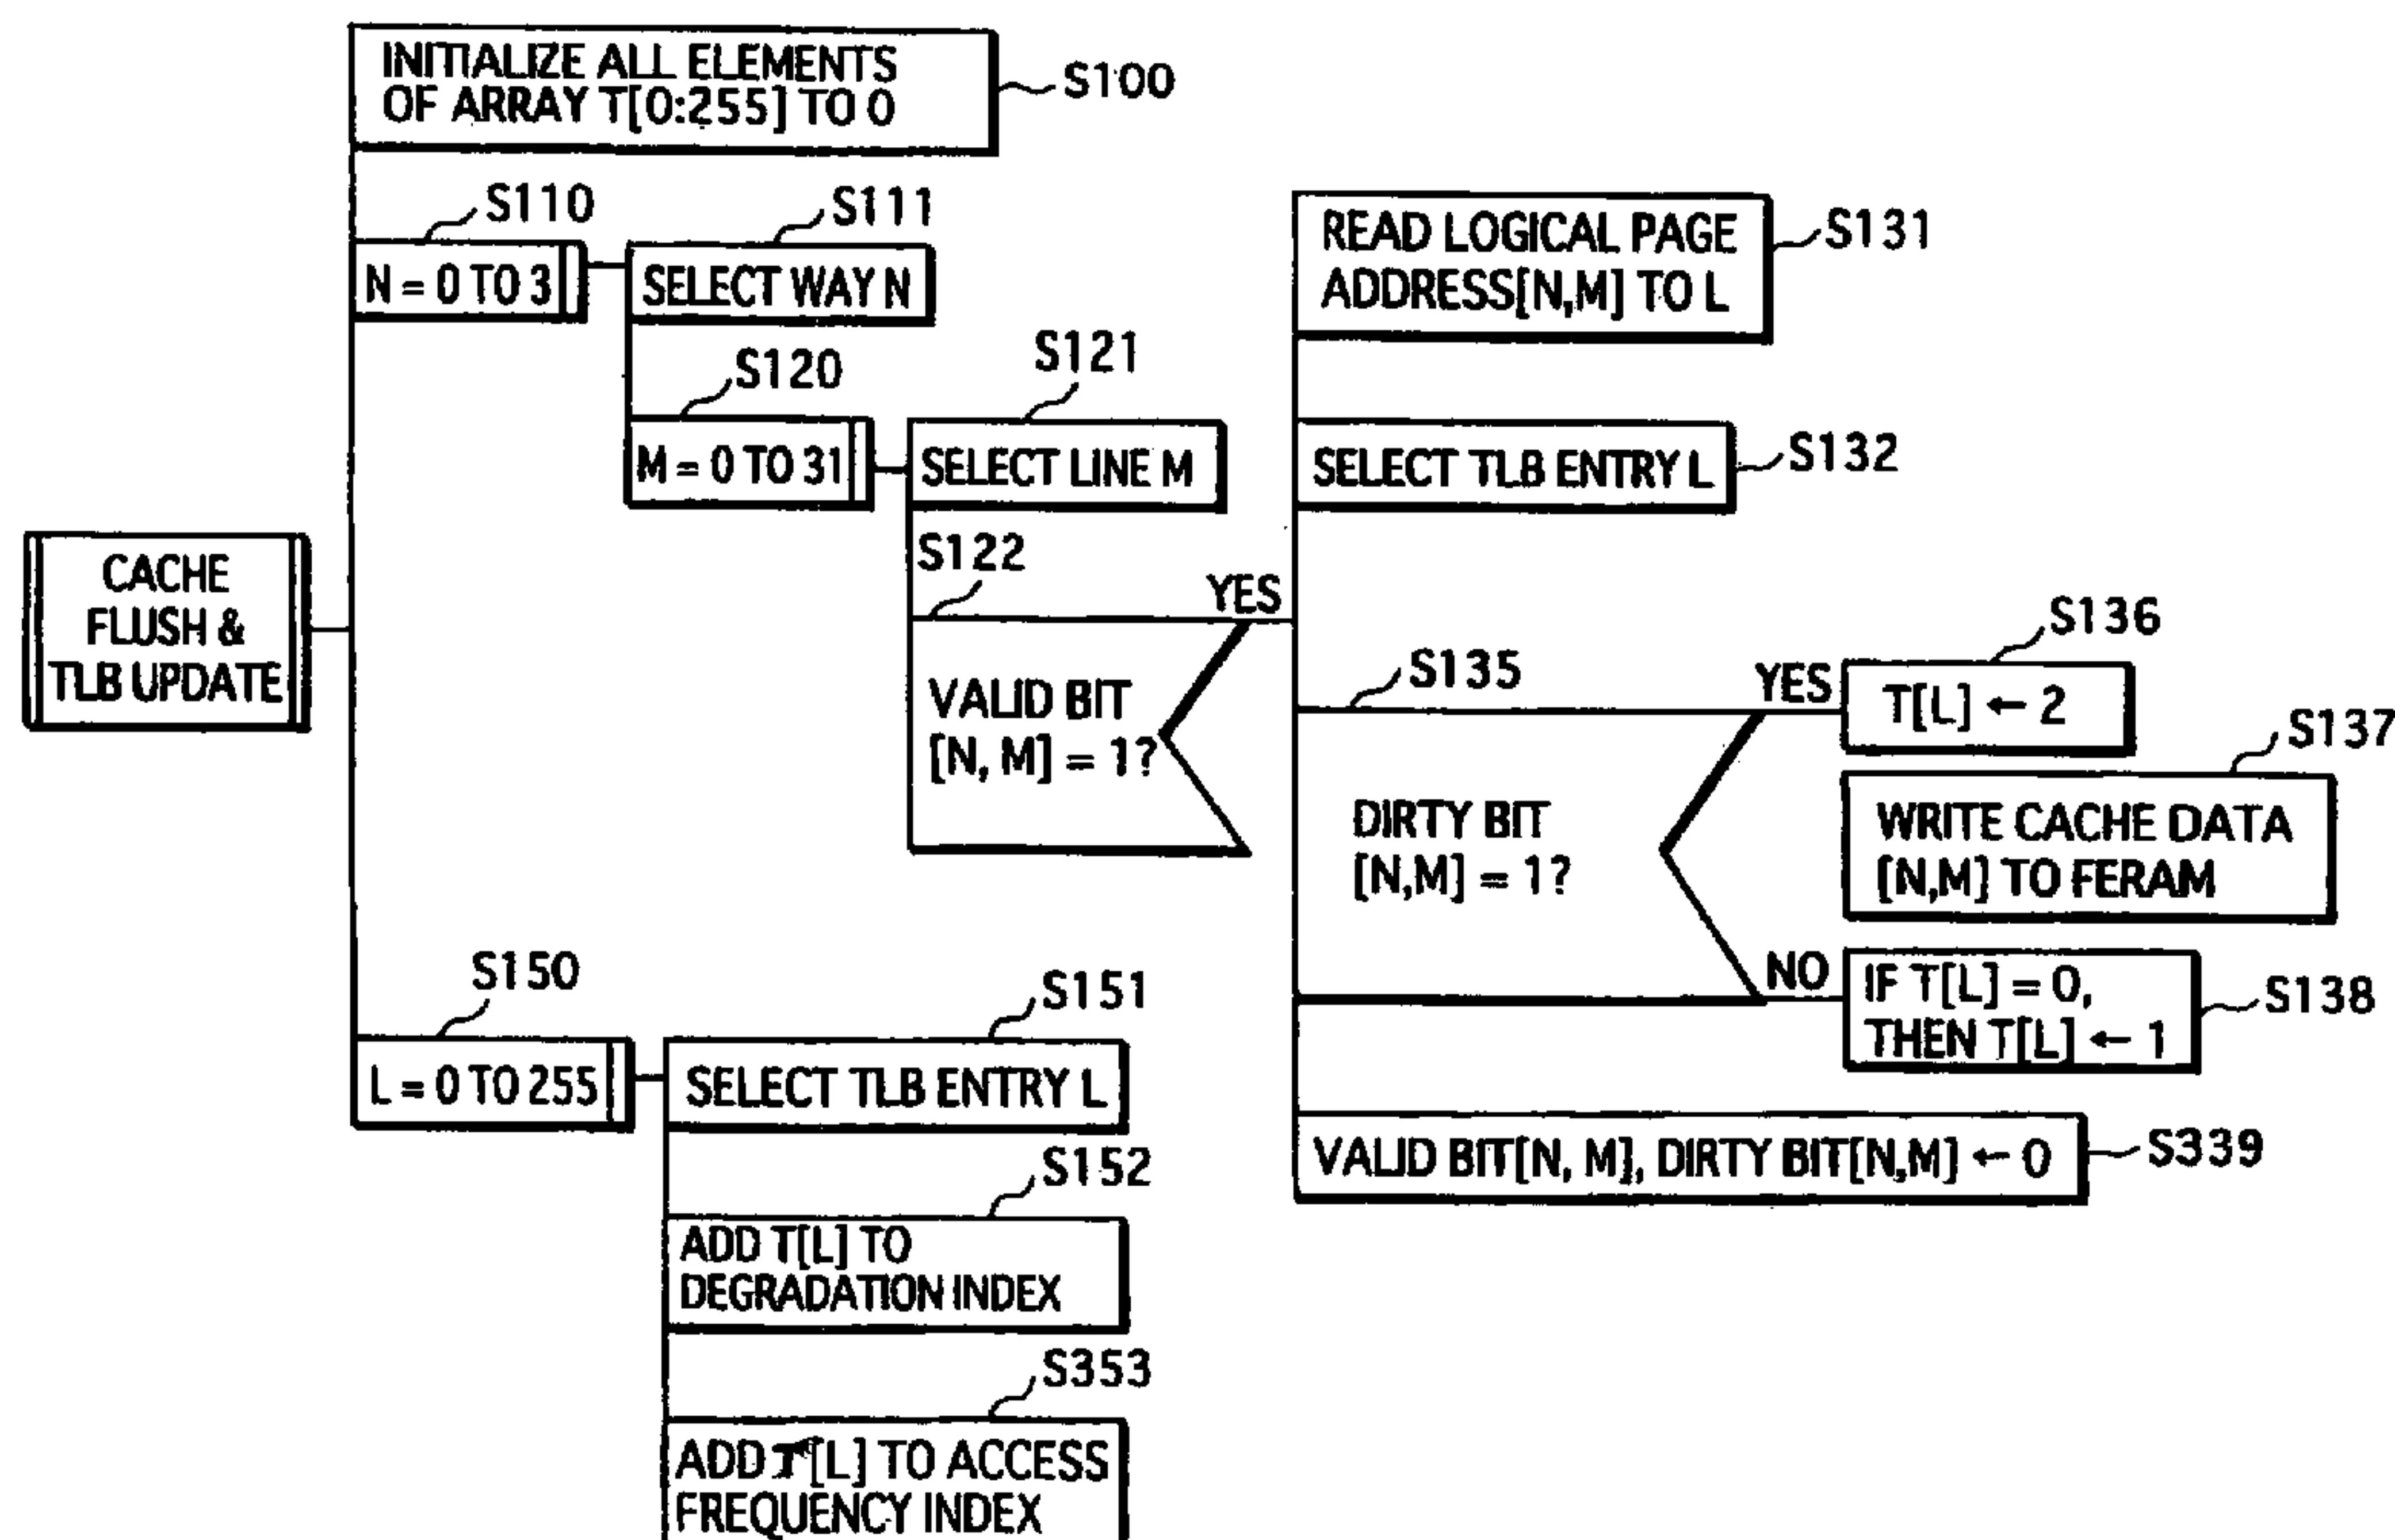 INITIALIZE ALL ELEMENTS
OF ARRAY T[0:255] TO 0
S100
S110
N = 0 TO 3
S111
SELECT WAY N
S120
M = 0 TO 31
S121
SELECT LINE M
S122
YES
VALID BIT
[N, M] = 1?
READ LOGICAL PAGE
ADDRESS[N,M] TO L
S131
SELECT TLB ENTRY L
S132
S135
YES
DIRTY BIT
[N,M] = 1?
S136
T[L] ← 2
S137
WRITE CACHE DATA
[N,M] TO FERAM
NO
IF T[L] = 0,
THEN T[L] ← 1
S138
VALID BIT[N, M], DIRTY BIT[N,M] ← 0
S339
CACHE
FLUSH &
TLB UPDATE
S150
L = 0 TO 255
S151
SELECT TLB ENTRY L
S152
ADD T[L] TO
DEGRADATION INDEX
S353
ADD T[L] TO ACCESS
FREQUENCY INDEX